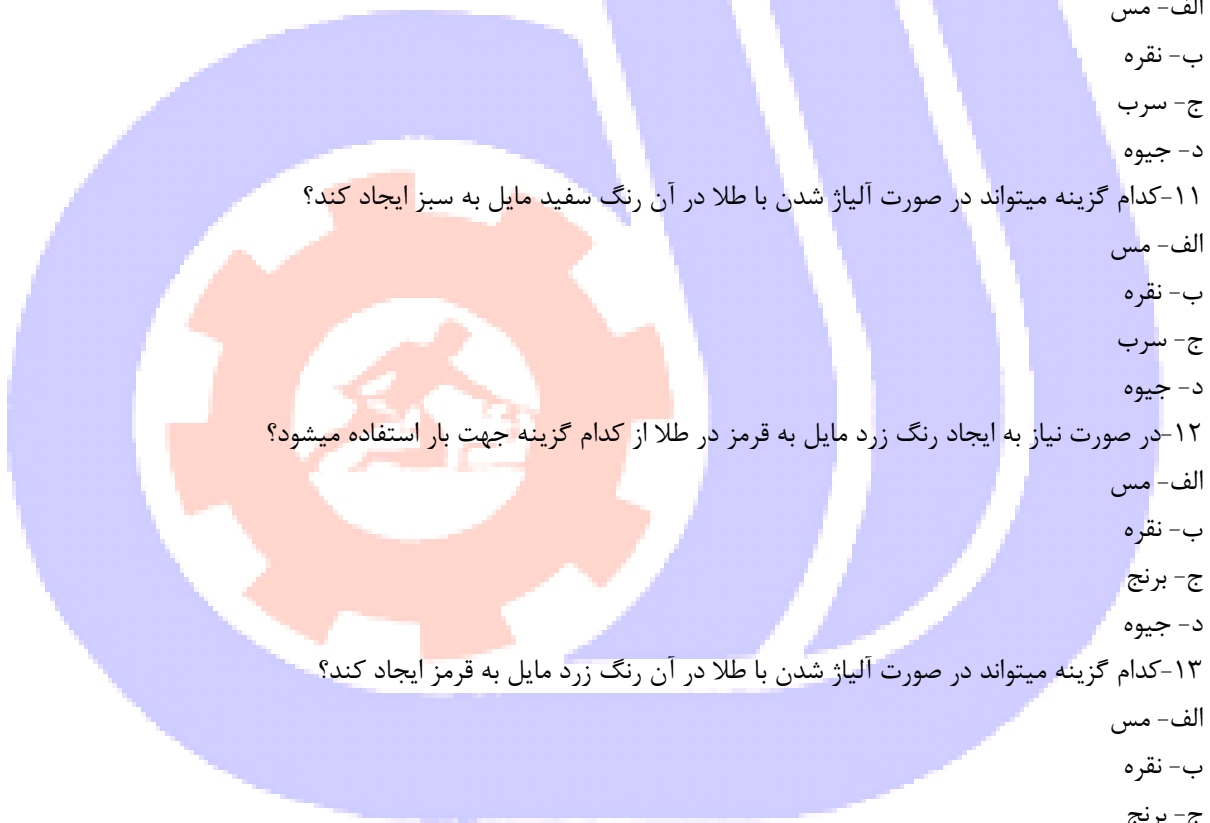 الف- مس
ب- نقره
ج- سرب
د- جیوه
۱۱-کدام گزینه میتواند در صورت آلیاژ شدن با طلا در آن رنگ سفید مایل به سبز ایجاد کند؟
الف- مس
ب- نقره
ج- سرب
د- جیوه
۱۲-در صورت نیاز به ایجاد رنگ زرد مایل به قرمز در طلا از کدام گزینه جهت بار استفاده میشود؟
الف- مس
ب- نقره
ج- برنج
د- جیوه
۱۳-کدام گزینه میتواند در صورت آلیاژ شدن با طلا در آن رنگ زرد مایل به قرمز ایجاد کند؟
الف- مس
ب- نقره
ج- برنج